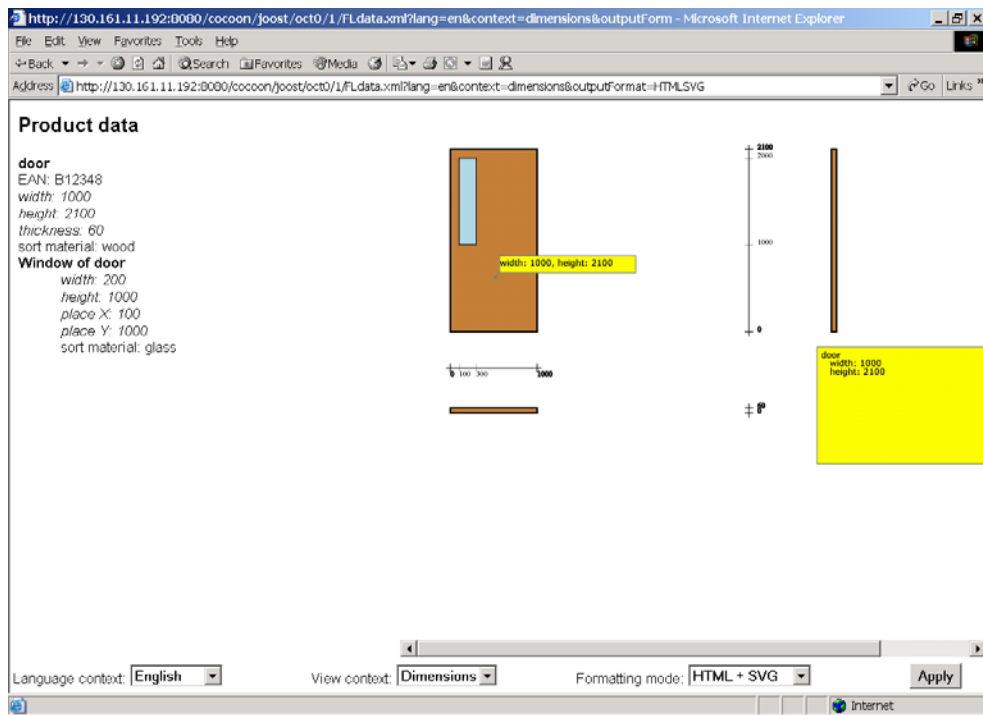 http://130.161.11.192:8080/cocoon/joost/oct0/1/FLdata.xml?lang=en&context=dimensions&outputForm - Microsoft Internet Explorer
File Edit View Favorites Tools Help
Back Search Favorites Media
Address http://130.161.11.192:8080/cocoon/joost/oct0/1/FLdata.xml?lang=en&context=dimensions&outputFormat=HTMLSVG Go Links »
Product data
door
EAN: B12348
width: 1000
height: 2100
thickness: 60
sort material: wood
Window of door
width: 200
height: 1000
place X: 100
place Y: 1000
sort material: glass
width: 1000, height: 2100
2100
2000
1000
0
0 100 300 1000
door
width: 1000
height: 2100
Language context: English View context: Dimensions Formatting mode: HTML + SVG Apply
Internet